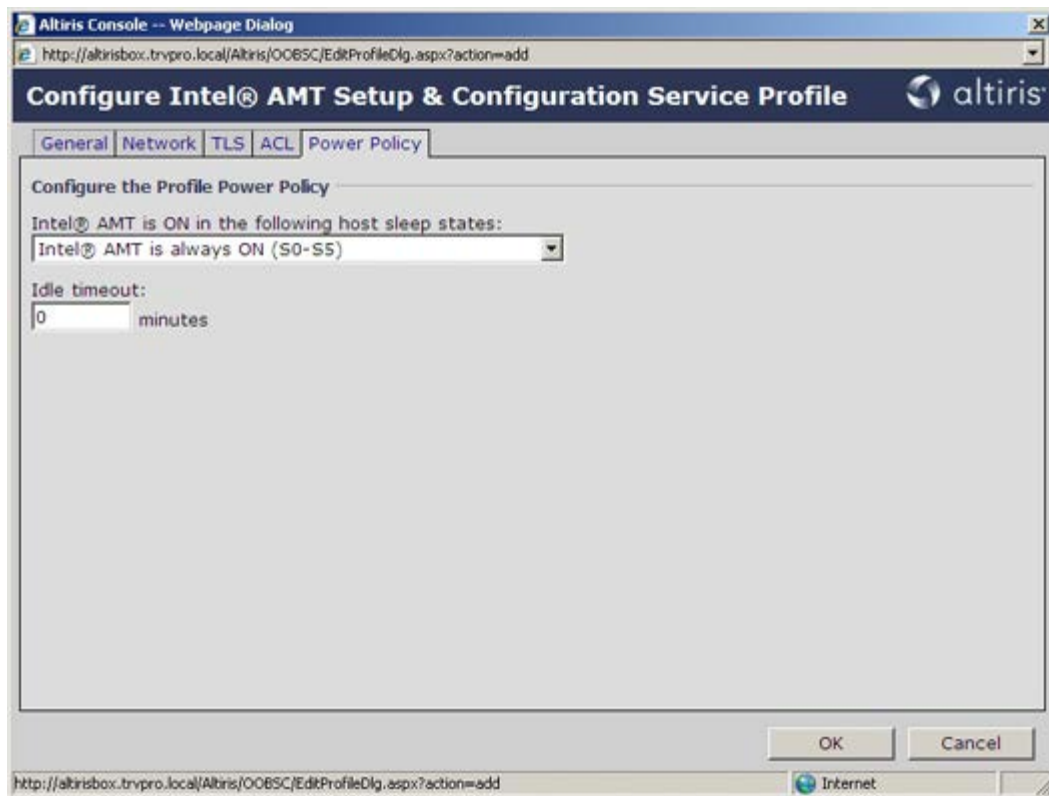 Altiris Console -- Webpage Dialog
http://altirisbox.trvpro.local/Altiris/OOBSC/EditProfileDlg.aspx?action=add
Configure Intel® AMT Setup & Configuration Service Profile
altiris
General Network TLS ACL Power Policy
Configure the Profile Power Policy
Intel® AMT is ON in the following host sleep states:
Intel® AMT is always ON (S0-S5)
Idle timeout:
0 minutes
OK Cancel
http://altirisbox.trvpro.local/Altiris/OOBSC/EditProfileDlg.aspx?action=add Internet